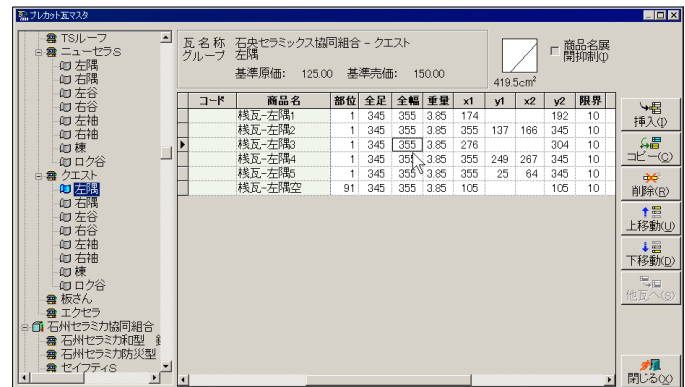 プレカット瓦マスタ
TSルーフ
ニューセラS
左隅
右隅
左谷
右谷
左袖
右袖
棟
ロク谷
クエスト
左隅
右隅
左谷
右谷
左袖
右袖
棟
ロク谷
板さん
エクセラ
石州セラミカ協同組合
石州セラミカ和型
石州セラミカ防災型
セイフティS
瓦名称 石央セラミックス協同組合 - クエスト
グループ 左隅
基準原価: 125.00 基準売価: 150.00
419.5cm²
商品名展開抑制(I)
コード 商品名 部位 全足 全幅 重量 x1 y1 x2 y2 限界
桟瓦-左隅1 1 345 355 3.85 174 192 10
桟瓦-左隅2 1 345 355 3.85 355 137 166 345 10
桟瓦-左隅3 1 345 355 3.85 276 304 10
桟瓦-左隅4 1 345 355 3.85 355 249 267 345 10
桟瓦-左隅5 1 345 355 3.85 355 25 64 345 10
桟瓦-左隅空 91 345 355 3.85 105 105 10
挿入(I)
コピー(C)
削除(R)
上移動(U)
下移動(D)
他瓦へ(S)
閉じる(X)